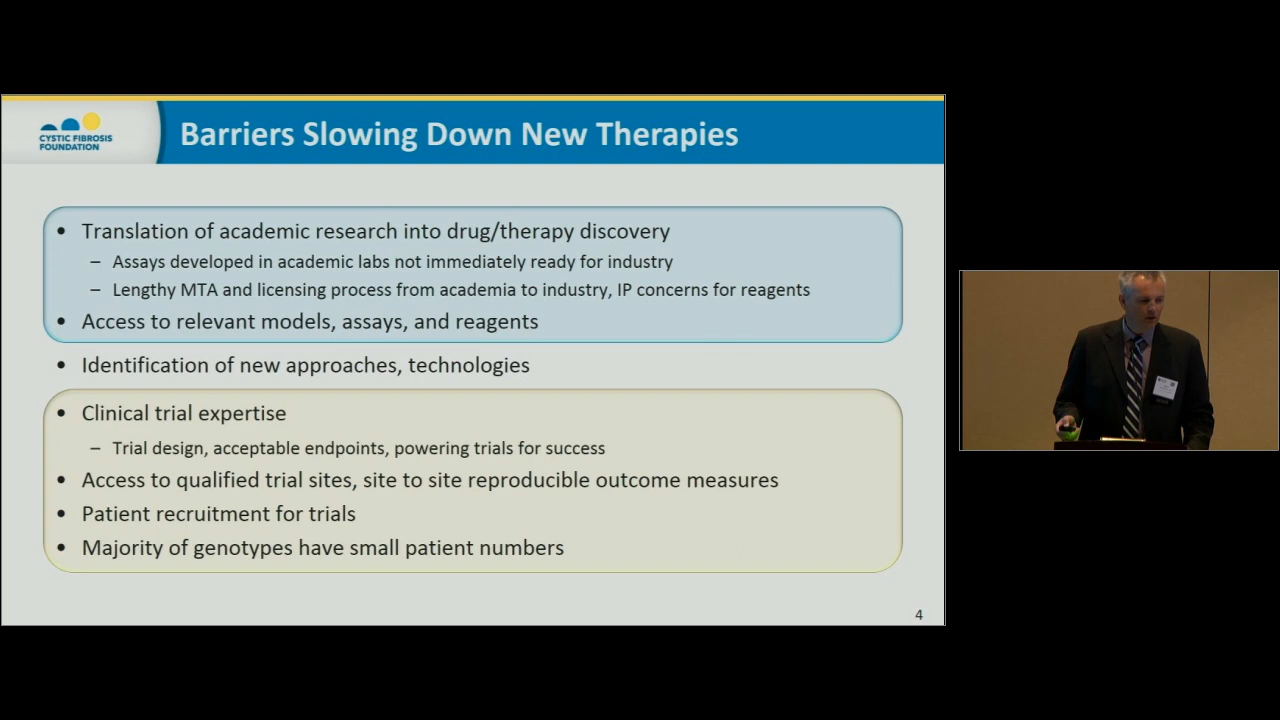 CYSTIC FIBROSIS
FOUNDATION
Barriers Slowing Down New Therapies
• Translation of academic research into drug/therapy discovery
– Assays developed in academic labs not immediately ready for industry
– Lengthy MTA and licensing process from academia to industry, IP concerns for reagents
• Access to relevant models, assays, and reagents
• Identification of new approaches, technologies
• Clinical trial expertise
– Trial design, acceptable endpoints, powering trials for success
• Access to qualified trial sites, site to site reproducible outcome measures
• Patient recruitment for trials
• Majority of genotypes have small patient numbers
4